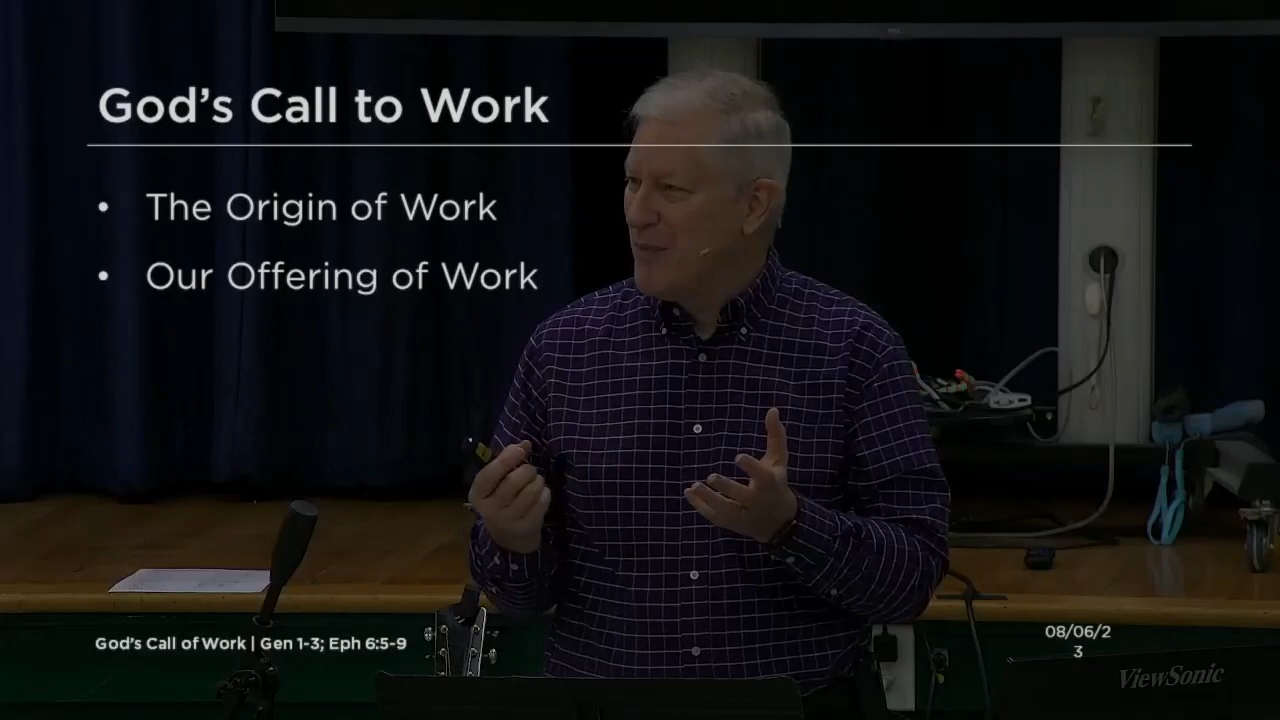 God’s Call to Work
• The Origin of Work
• Our Offering of Work
God’s Call of Work | Gen 1-3; Eph 6:5-9
08/06/2
3
ViewSonic